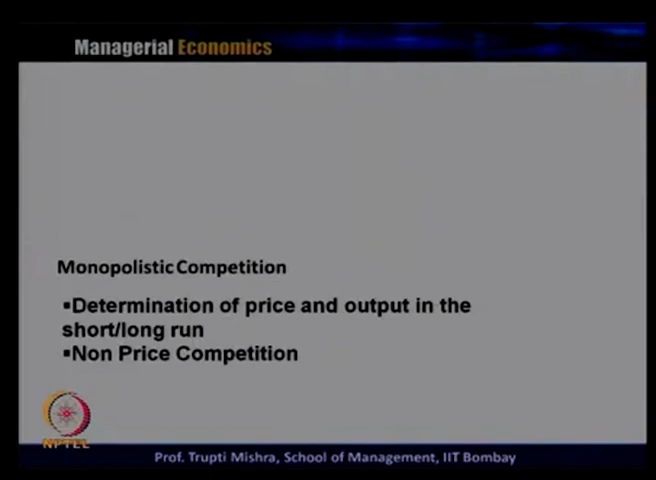 Managerial Economics
Monopolistic Competition
▪Determination of price and output in the
short/long run
▪Non Price Competition
NPTEL
Prof. Trupti Mishra, School of Management, IIT Bombay